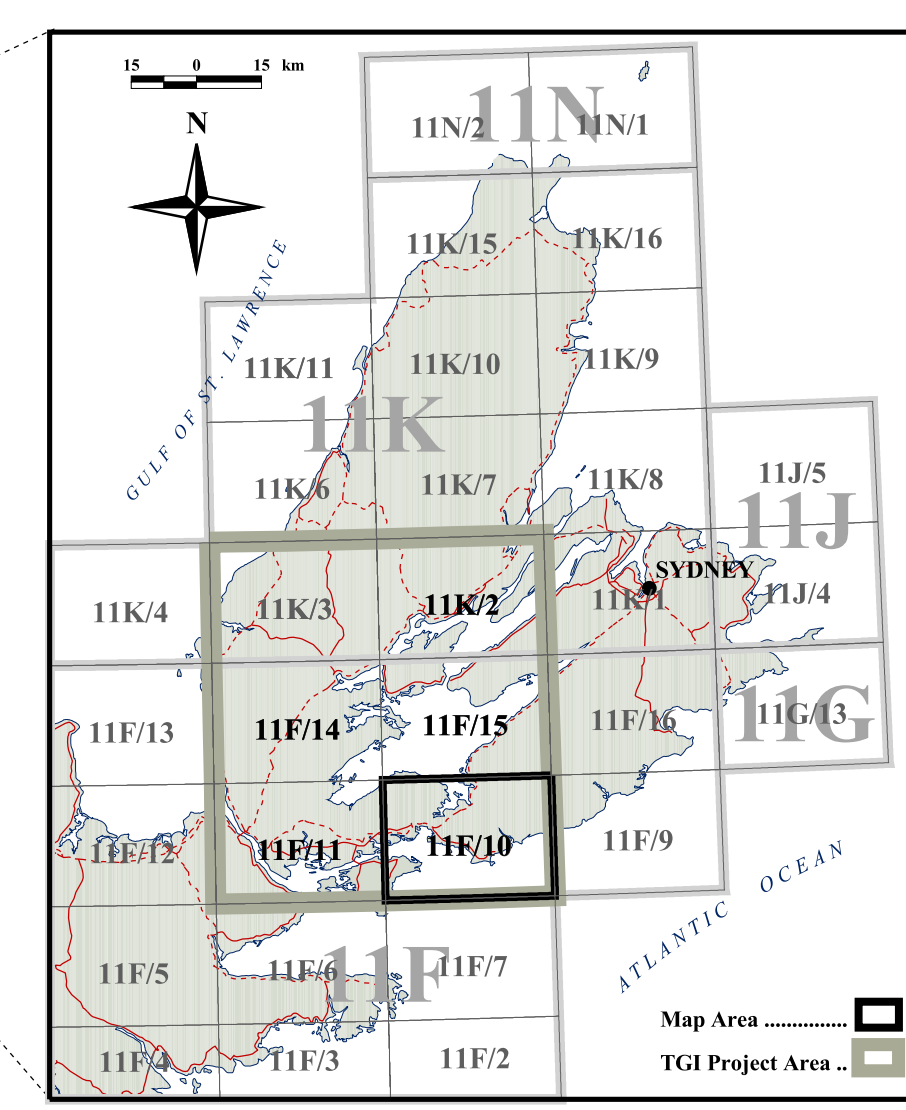 15 0 15 km
N
11N
11N/2 11N/1
11K/15 11K/16
GULF OF ST. LAWRENCE
11K/11 11K/10 11K/9
11K
11K/6 11K/7 11K/8 11J/5
11J
SYDNEY
11K/4 11K/3 11K/2 11K/1 11J/4
11F/13 11F/14 11F/15 11F/16 11G/13
11G
11F/12 11F/11 11F/10 11F/9
ATLANTIC OCEAN
11F/5 11F/6 11F/7
11F
11F/4 11F/3 11F/2
Map Area ...............
TGI Project Area ..